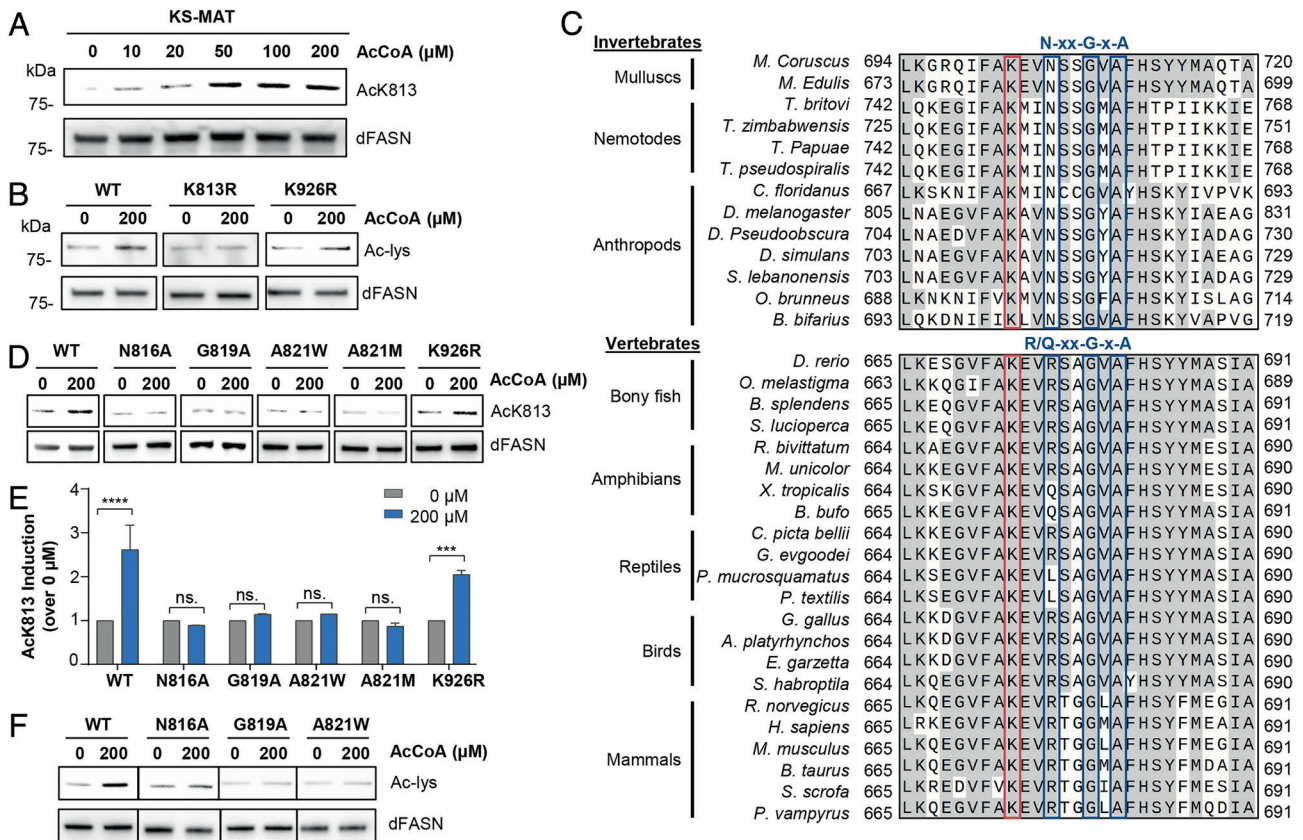 A
KS-MAT
0 10 20 50 100 200 AcCoA (µM)
kDa
75-
AcK813
75-
dFASN
B
WT K813R K926R
0 200 0 200 0 200 AcCoA (µM)
kDa
75-
Ac-lys
75-
dFASN
C
Invertebrates
N-xx-G-x-A
Mulluscs
M. Coruscus 694 LKGRQIFAKEVNSSGVAFHSYYMAQTA 720
M. Edulis 673 LKGRQIFAKEVNSSGVAFHSYYMAQTA 699
Nemotodes
T. britovi 742 LQKEGIFAKMINSSGMAFHTPIIKKIE 768
T. zimbabwensis 725 LQKEGIFAKMINSSGMAFHTPIIKKIE 751
T. Papuae 742 LQKEGIFAKMINSSGMAFHTPIIKKIE 768
T. pseudospiralis 742 LQKEGIFAKMINSSGMAFHTPIIKKIE 768
Anthropods
C. floridanus 667 LKSKNIFAKMINCCGVAYHSKYIVPVK 693
D. melanogaster 805 LNAEGVFAKAVNSSGYAFHSKYIAEAG 831
D. Pseudoobscura 704 LNAEDVFAKAVNSSGYAFHSKYIADAG 730
D. simulans 703 LNAEGVFAKAVNSSGYAFHSKYIAEAG 729
S. lebanonensis 703 LNAEGVFAKAVNSSGYAFHSKYIADAG 729
O. brunneus 688 LKNKNIFVKMVNSSGFAFHSKYISLAG 714
B. bifarius 693 LQKDNIFIKLVNSSGVAFHSKYVAPVG 719
Vertebrates
R/Q-xx-G-x-A
Bony fish
D. rerio 665 LKESGVFAKEVRSAGVAFHSYYMASIA 691
O. melastigma 663 LKKQGIFAKEVRSAGVAFHSYYMASIA 689
B. splendens 665 LKEQGVFAKEVRSAGVAFHSYYMASIA 691
S. lucioperca 665 LKEQGVFAKEVRSAGVAFHSYYMASIA 691
Amphibians
R. bivittatum 664 LKAEGVFAKEVRSAGVAFHSYYMESIA 690
M. unicolor 664 LKKEGVFAKEVRSAGVAFHSYYMASIA 690
X. tropicalis 664 LKSKGVFAKEVQSAGVAFHSYYMESIA 690
B. bufo 665 LKKEGVFAKEVQSAGVAFHSYYMASIA 691
Reptiles
C. picta bellii 664 LKKEGVFAKEVRSAGVAFHSYYMASIA 690
G. evgoodei 664 LKKEGVFAKEVRSAGVAFHSYYMASIA 690
P. mucrosquamatus 664 LKSEGVFAKEVLSAGVAFHSYYMASIA 690
P. textilis 664 LKSEGVFAKEVLSAGVAFHSYYMASIA 690
Birds
G. gallus 664 LKKDGVFAKEVRSAGVAFHSYYMASIA 690
A. platyrhynchos 664 LKKDGVFAKEVRSAGVAFHSYYMASIA 690
E. garzetta 664 LKKDGVFAKEVRSAGVAFHSYYMASIA 690
S. habroptila 664 LKQEGVFAKEVRSAGVAYHSYYMASIA 690
Mammals
R. norvegicus 665 LKQEGVFAKEVRTGGLAFHSYFMEGIA 691
H. sapiens 665 LRKEGVFAKEVRTGGMAFHSYFMEAIA 691
M. musculus 665 LKQEGVFAKEVRTGGLAFHSYFMEGIA 691
B. taurus 665 LKQEGVFAKEVRTGGMAFHSYFMDAIA 691
S. scrofa 665 LKREDVFVKEVRTGGIAFHSYFMESIA 691
P. vampyrus 665 LKQEGVFAKEVRTGGLAFHSYFMQDIA 691
D
WT N816A G819A A821W A821M K926R
0 200 0 200 0 200 0 200 0 200 0 200 AcCoA (µM)
AcK813
dFASN
E
AcK813 Induction
(over 0 µM)
4
3
2
1
0
0 µM
200 µM
**** ns. ns. ns. ns. ***
WT N816A G819A A821W A821M K926R
F
WT N816A G819A A821W
0 200 0 200 0 200 0 200 AcCoA (µM)
Ac-lys
dFASN